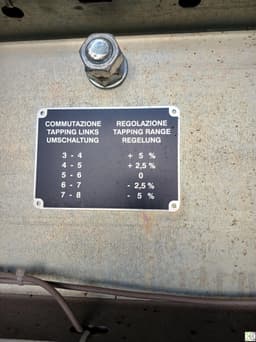 COMMUTAZIONE REGOLAZIONE
TAPPING LINKS TAPPING RANGE
UMSCHALTUNG REGELUNG
3 - 4 + 5 %
4 - 5 + 2,5 %
5 - 6 0
6 - 7 - 2,5 %
7 - 8 - 5 %